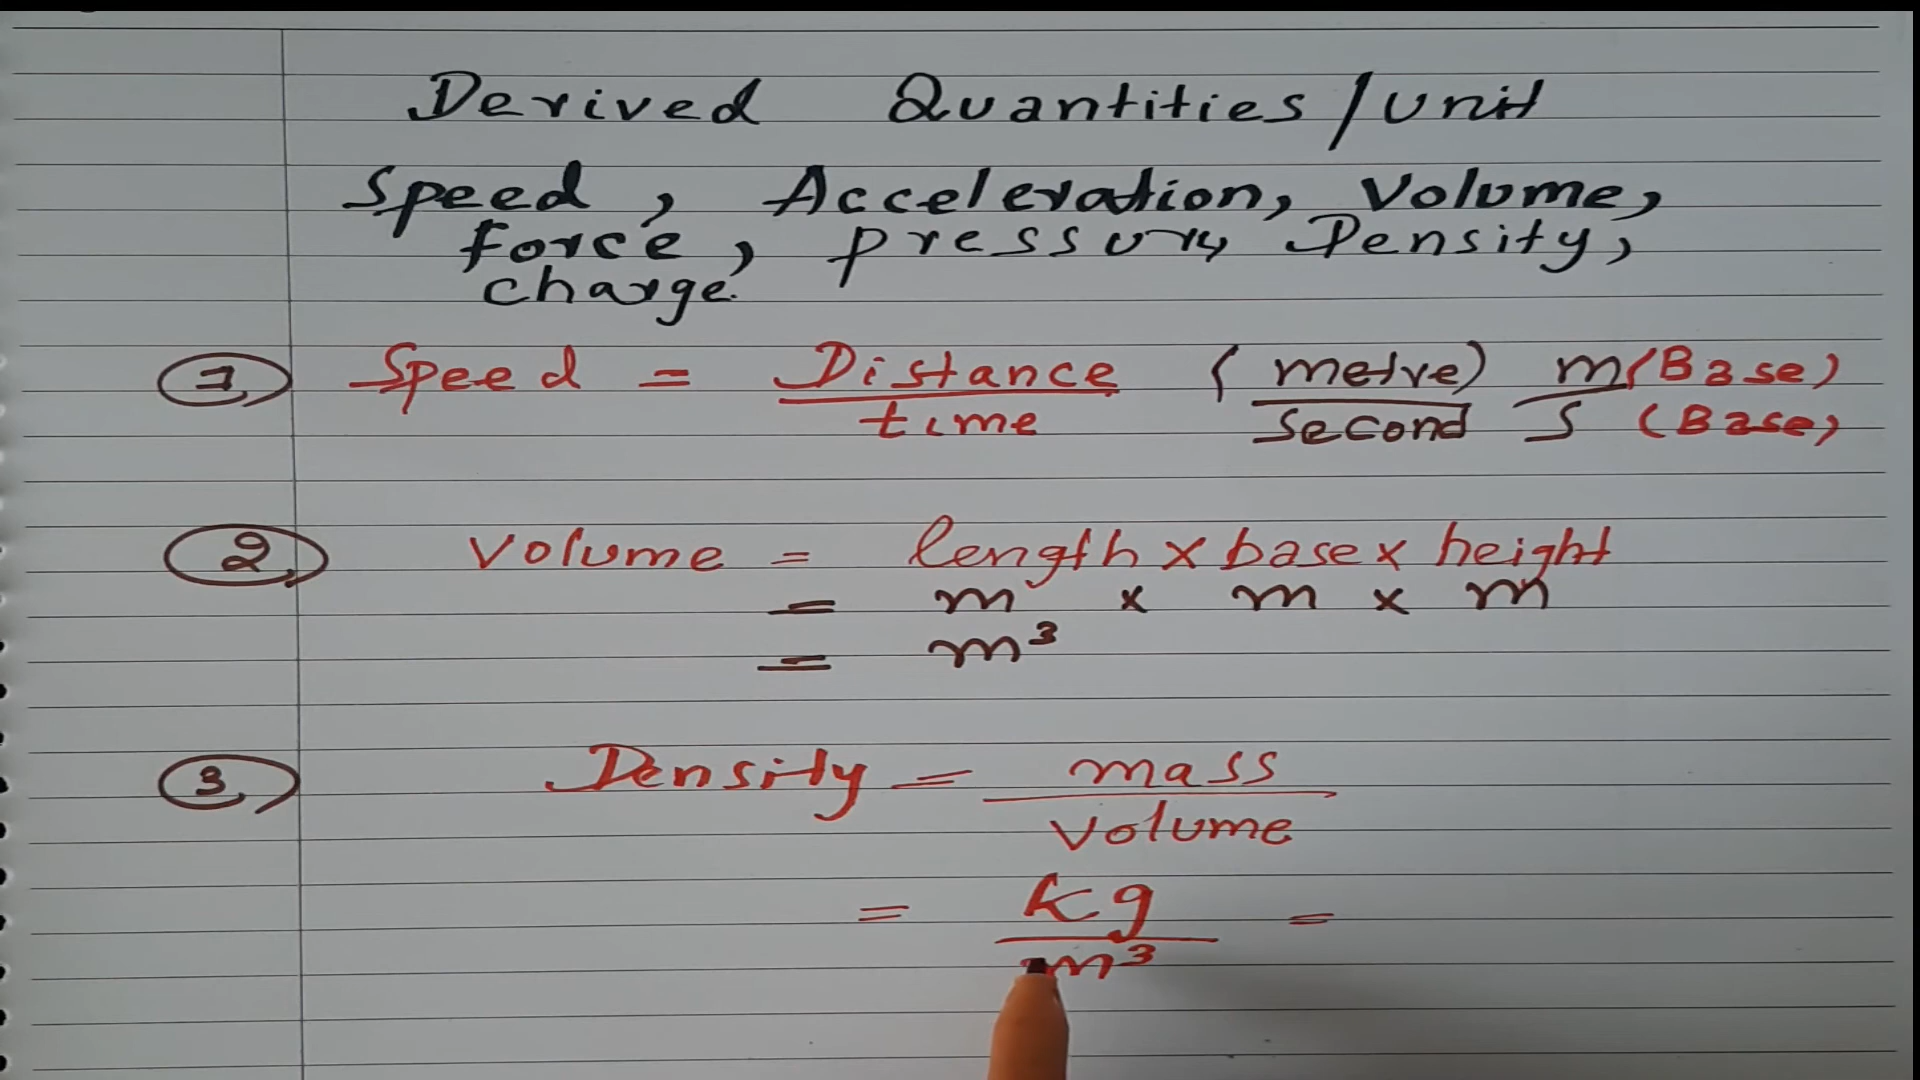 Derived Quantities/unit
Speed, Acceleration, Volume,
force, pressure, Density,
charge.
1. Speed = Distance/time (metre/second) m/s (Base) (Base)
2. Volume = length x base x height
= m x m x m
= m³
3. Density = mass/volume
= kg/m³ =